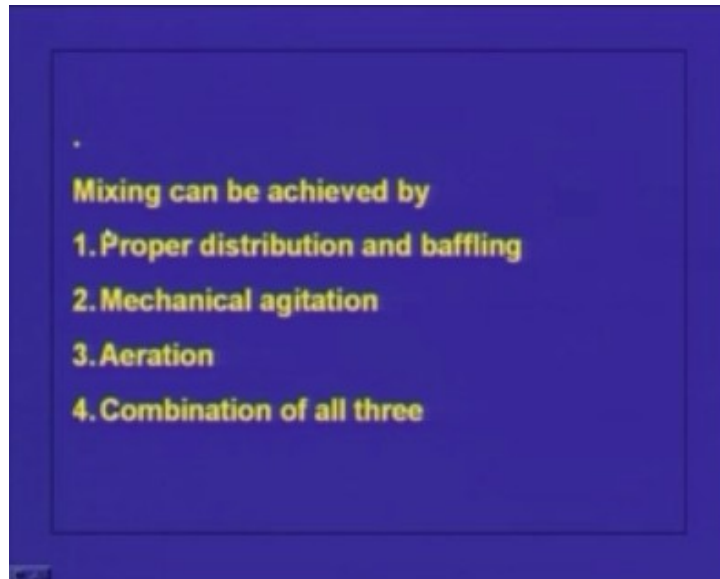 .
Mixing can be achieved by
1. Proper distribution and baffling
2. Mechanical agitation
3. Aeration
4. Combination of all three